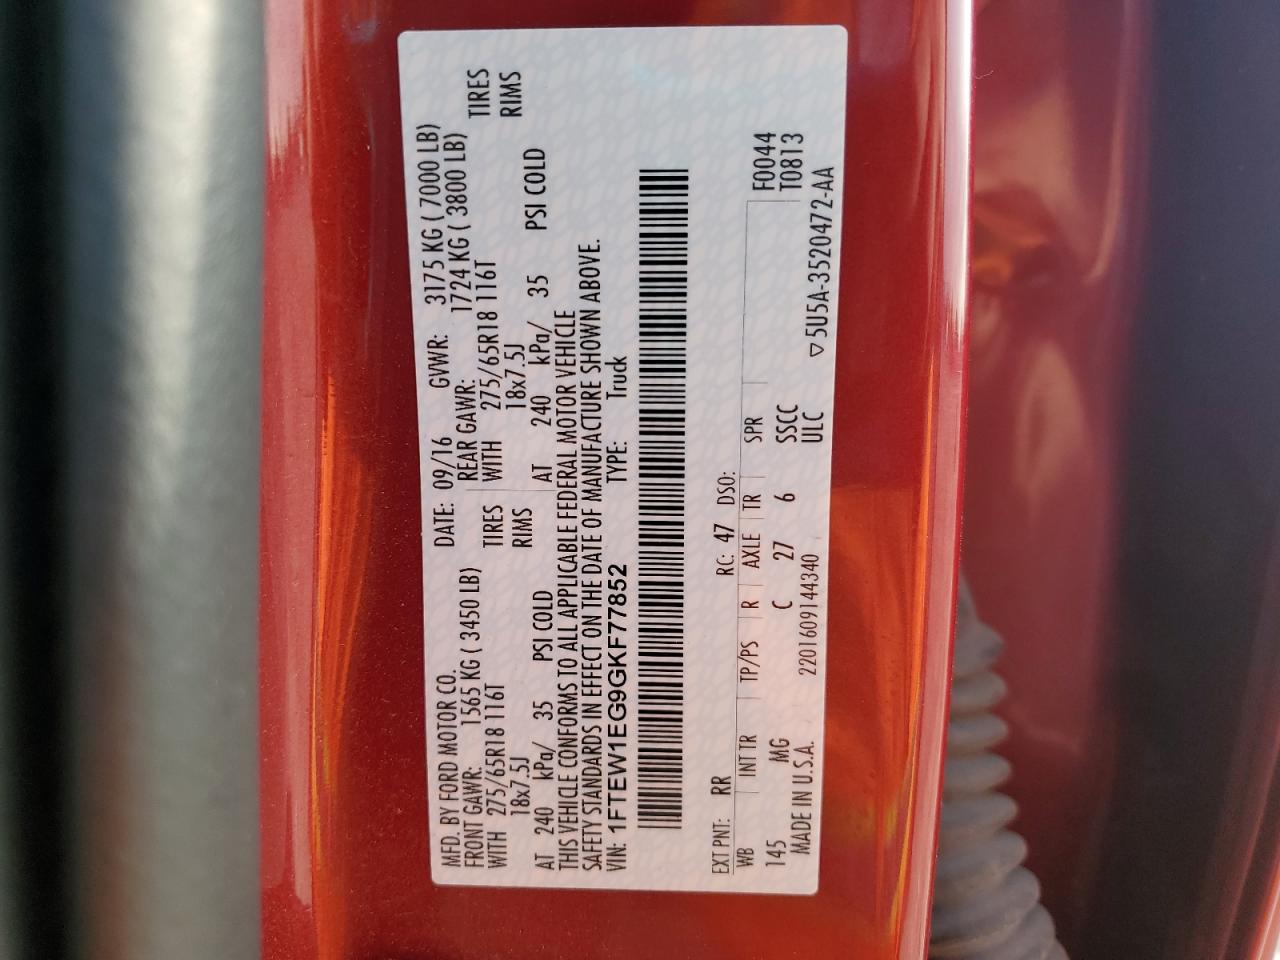 MFD. BY FORD MOTOR CO. DATE: 09/16 GVWR: 3175 KG ( 7000 LB)
FRONT GAWR: 1565 KG ( 3450 LB) REAR GAWR: 1724 KG ( 3800 LB)
WITH 275/65R18 116T TIRES WITH 275/65R18 116T TIRES
18x7.5J RIMS 18x7.5J RIMS
AT 240 kPa/ 35 PSI COLD AT 240 kPa/ 35 PSI COLD
THIS VEHICLE CONFORMS TO ALL APPLICABLE FEDERAL MOTOR VEHICLE
SAFETY STANDARDS IN EFFECT ON THE DATE OF MANUFACTURE SHOWN ABOVE.
VIN: 1FTEW1EG9GKF77852 TYPE: Truck
EXT PNT: RR RC: 47 DSO:
WB INT TR TP/PS R AXLE TR SPR F0044
145 MG C 27 6 SSCC T0813
MADE IN U.S.A. 2201609144340 ULC ▽5U5A-3520472-AA